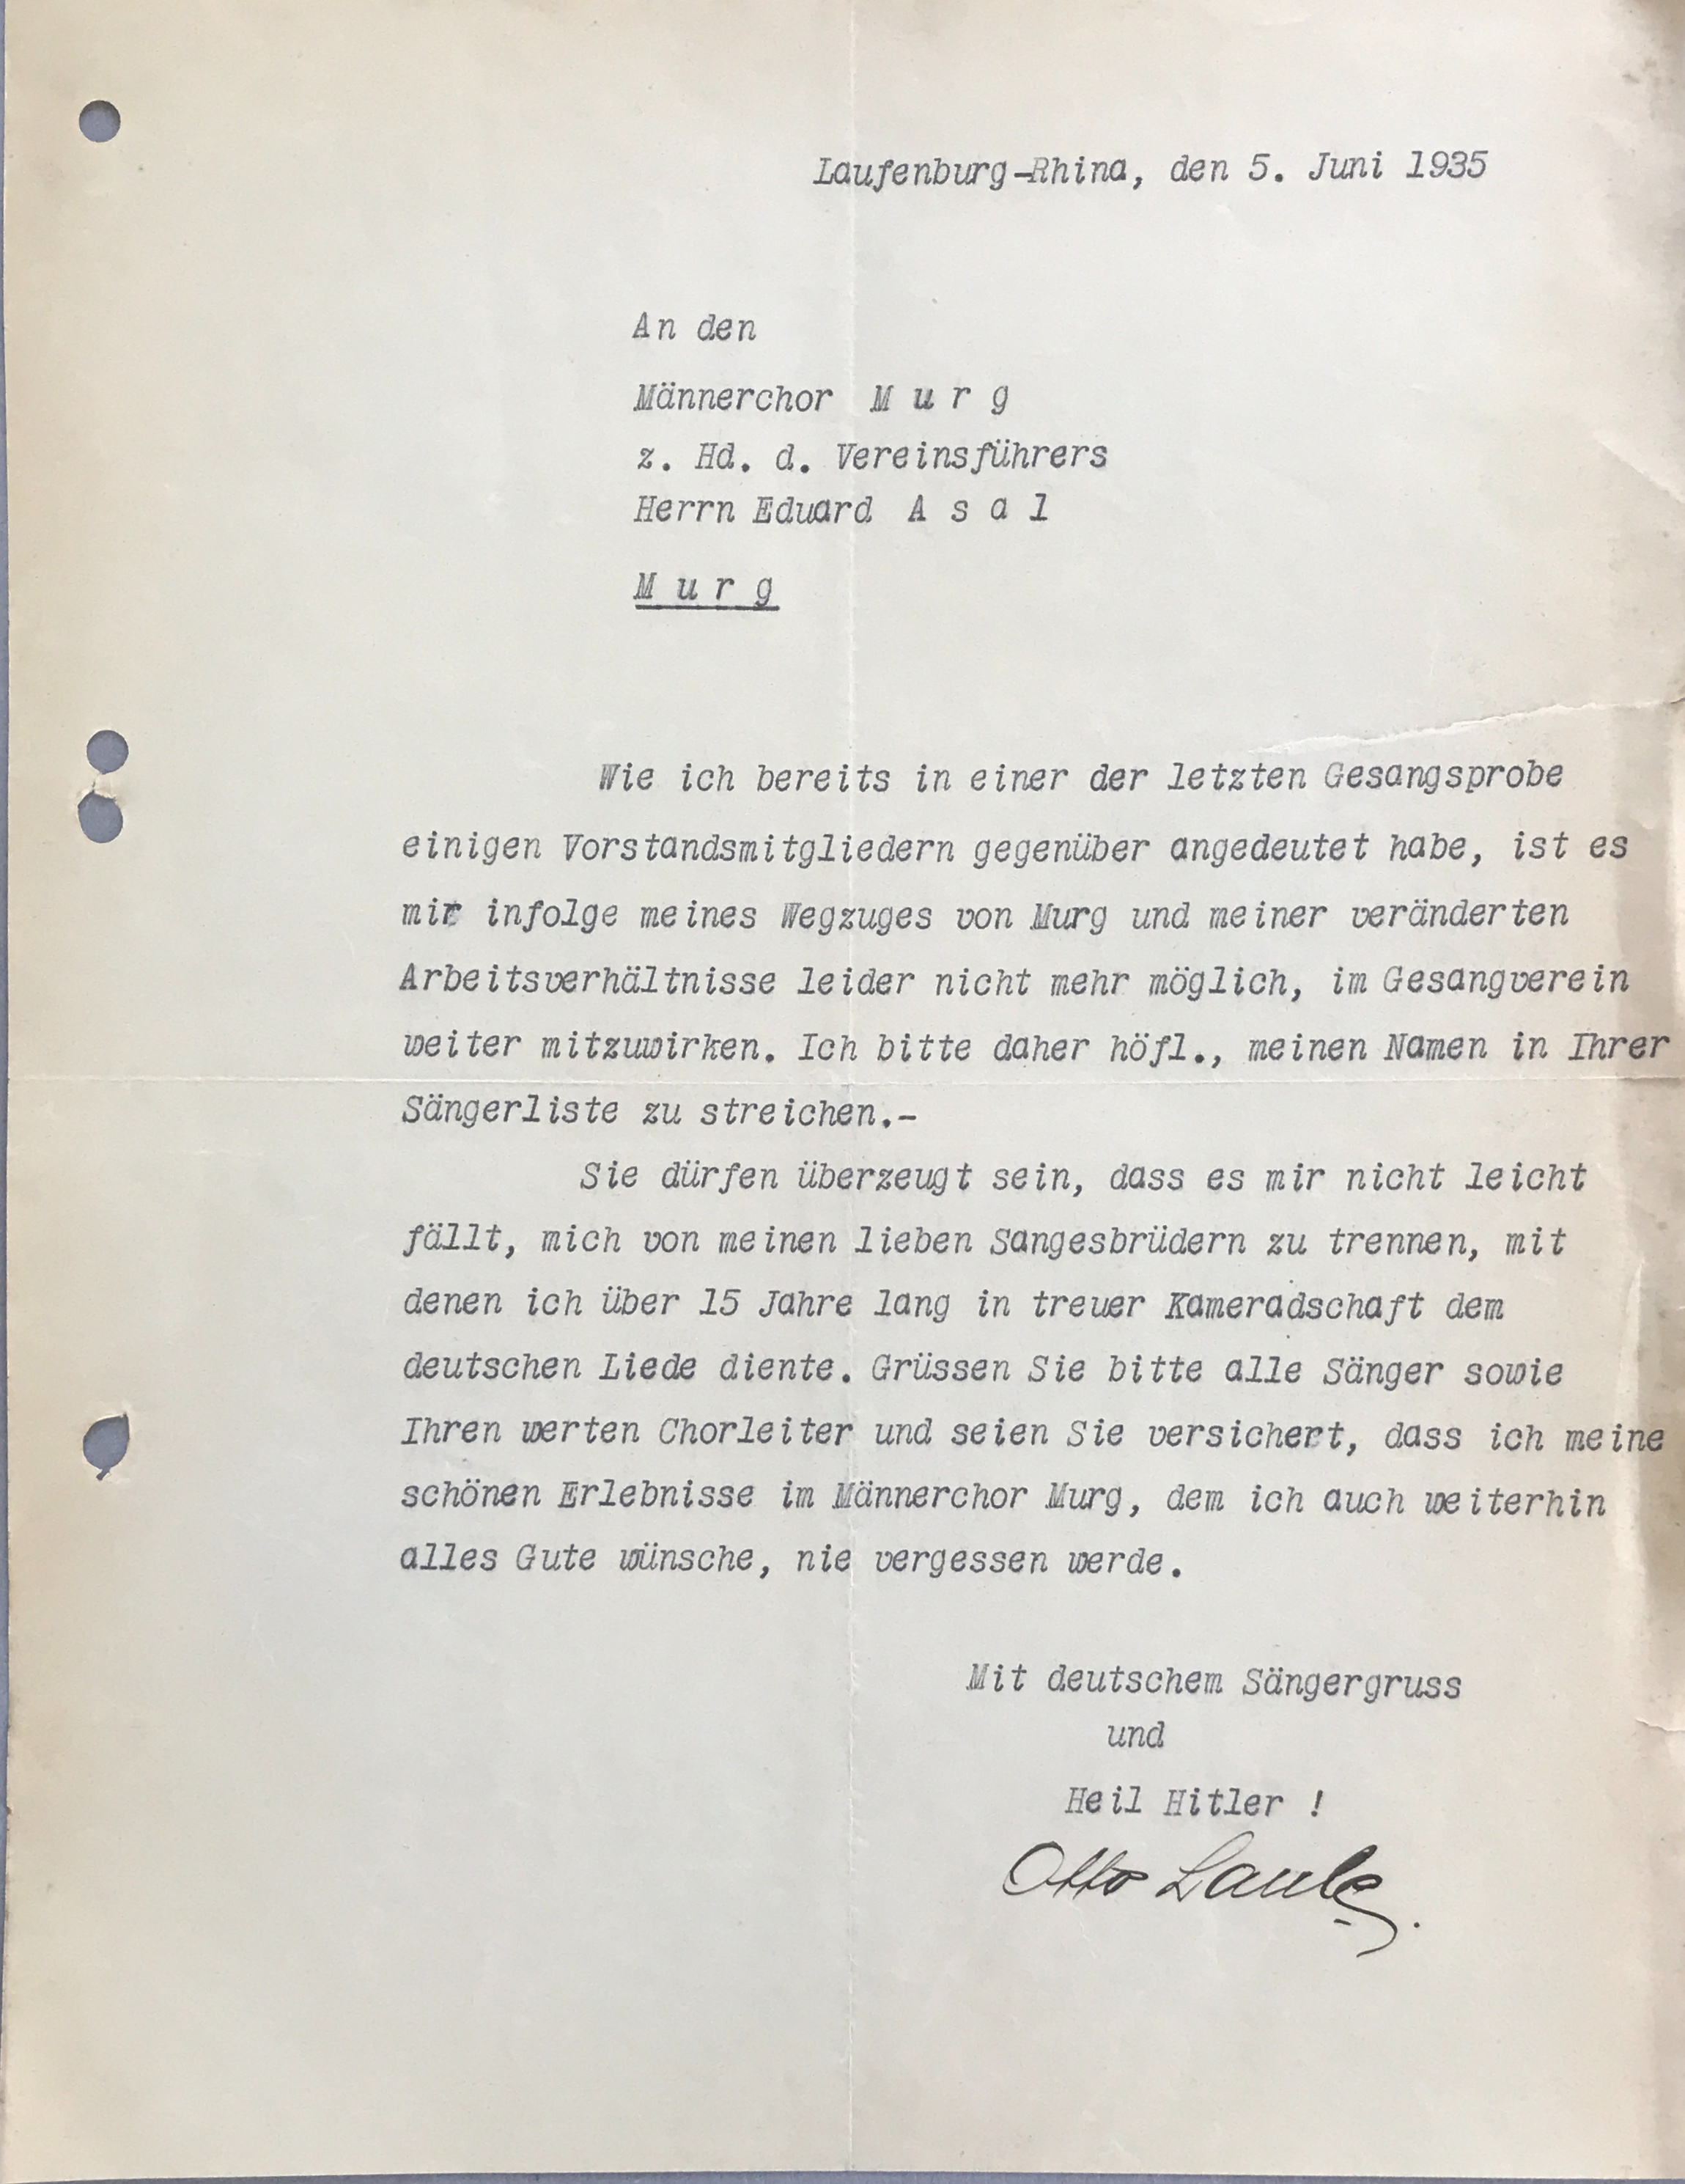 Laufenburg-Rhina, den 5. Juni 1935
An den
Männerchor M u r g
z. Hd. d. Vereinsführers
Herrn Eduard A s a l
M u r g
Wie ich bereits in einer der letzten Gesangsprobe
einigen Vorstandsmitgliedern gegenüber angedeutet habe, ist es
mir infolge meines Wegzuges von Murg und meiner veränderten
Arbeitsverhältnisse leider nicht mehr möglich, im Gesangverein
weiter mitzuwirken. Ich bitte daher höfl., meinen Namen in Ihrer
Sängerliste zu streichen.-
Sie dürfen überzeugt sein, dass es mir nicht leicht
fällt, mich von meinen lieben Sangesbrüdern zu trennen, mit
denen ich über 15 Jahre lang in treuer Kameradschaft dem
deutschen Liede diente. Grüssen Sie bitte alle Sänger sowie
Ihren werten Chorleiter und seien Sie versichert, dass ich meine
schönen Erlebnisse im Männerchor Murg, dem ich auch weiterhin
alles Gute wünsche, nie vergessen werde.
Mit deutschem Sängergruss
und
Heil Hitler !
Otto Laule